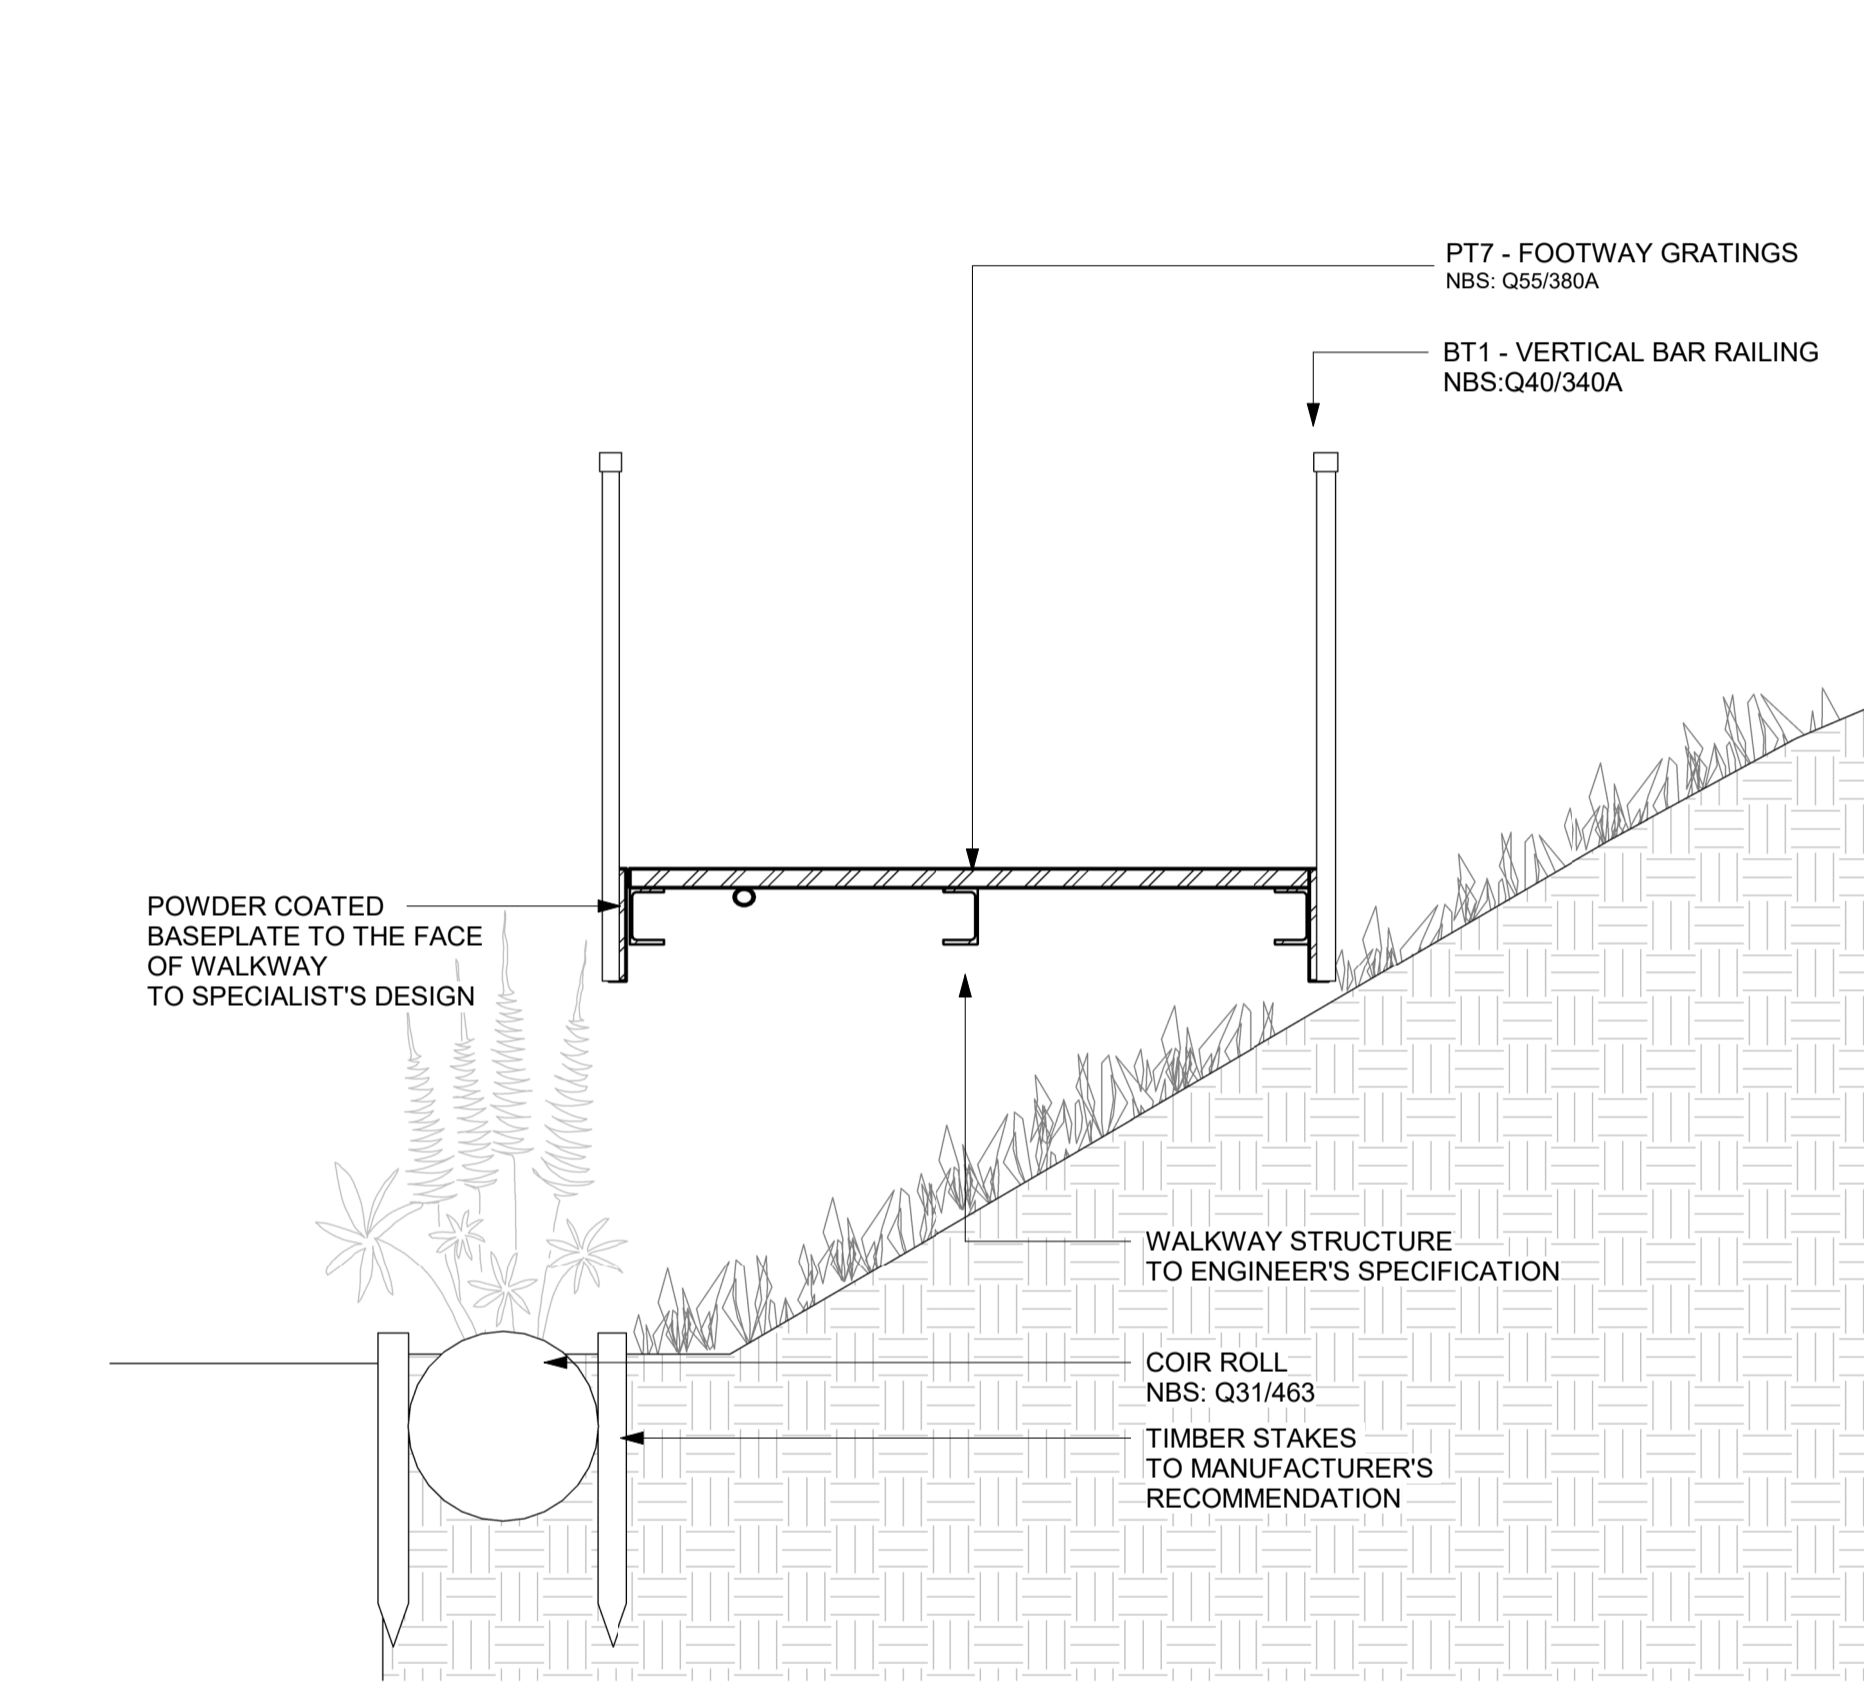 PT7 - FOOTWAY GRATINGS
NBS: Q55/380A
BT1 - VERTICAL BAR RAILING
NBS:Q40/340A
POWDER COATED
BASEPLATE TO THE FACE
OF WALKWAY
TO SPECIALIST'S DESIGN
WALKWAY STRUCTURE
TO ENGINEER'S SPECIFICATION
COIR ROLL
NBS: Q31/463
TIMBER STAKES
TO MANUFACTURER'S
RECOMMENDATION